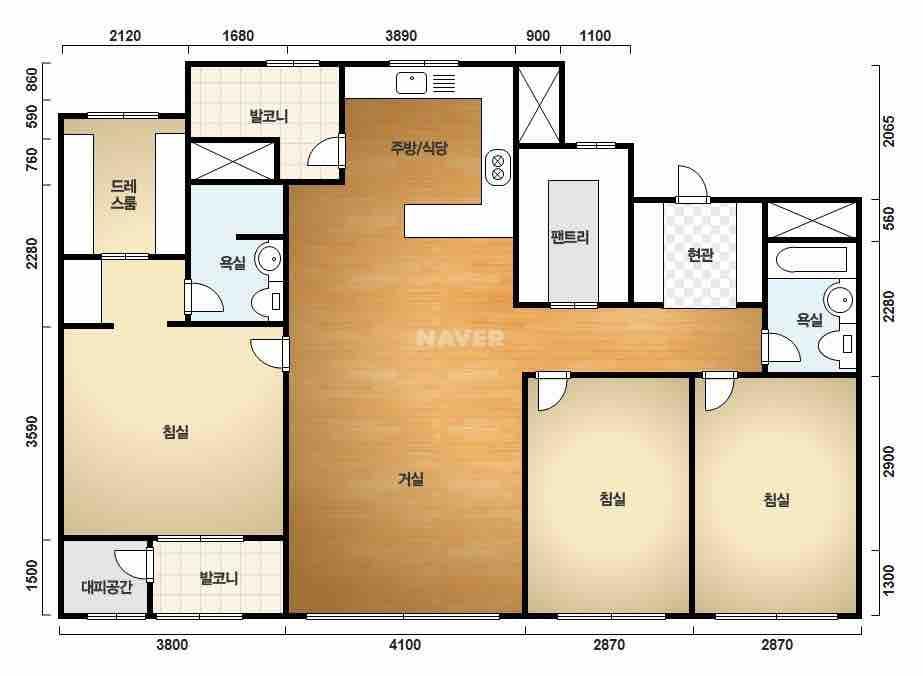 2120
1680
3890
900
1100
860
590
760
2280
3590
1500
2065
560
2280
2900
1300
발코니
주방/식당
드레
스룸
팬트리
욕실
현관
욕실
NAVER
침실
거실
침실
침실
대피공간
발코니
3800
4100
2870
2870